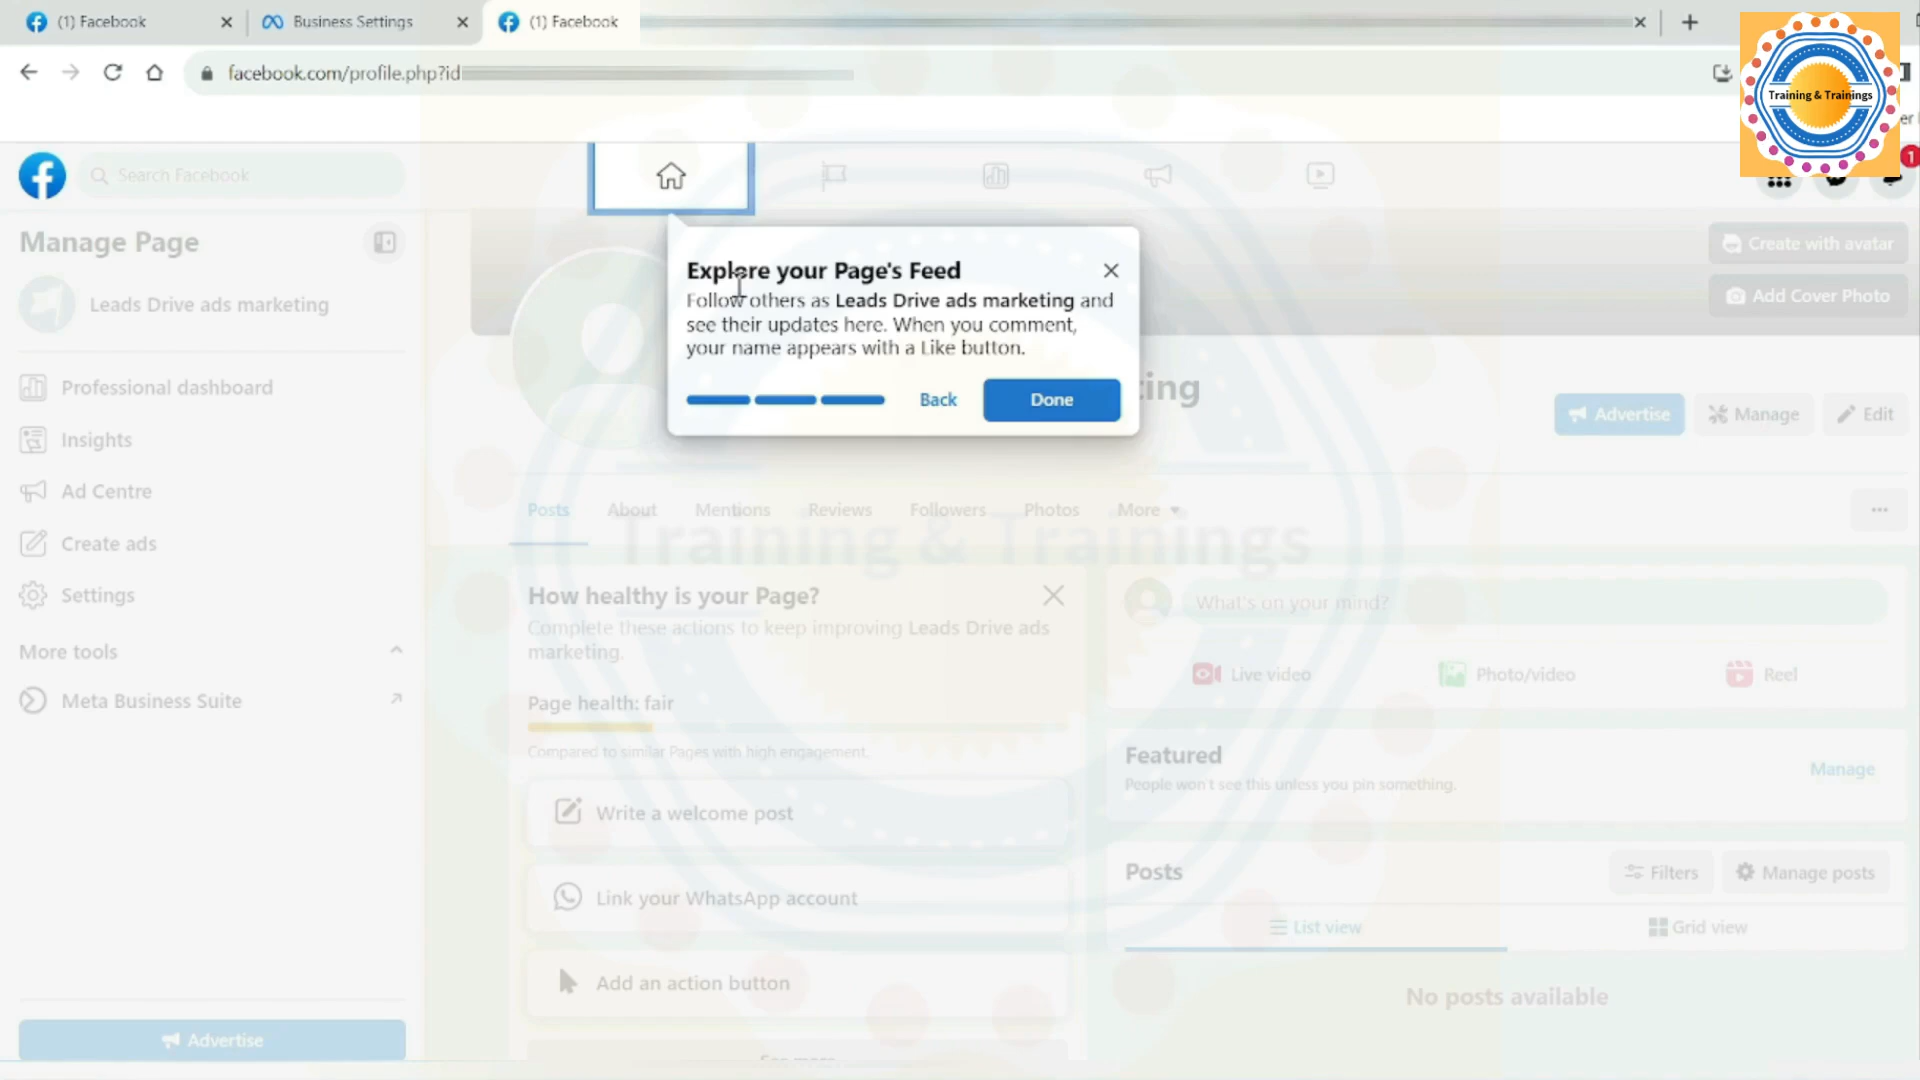 (1) Facebook
Business Settings
(1) Facebook
facebook.com/profile.php?id
Training & Trainings
1
Search Facebook
Manage Page
Leads Drive ads marketing
Professional dashboard
Insights
Ad Centre
Create ads
Settings
More tools
Meta Business Suite
Advertise
Create with avatar
Add Cover Photo
Explore your Page's Feed
Follow others as Leads Drive ads marketing and
see their updates here. When you comment,
your name appears with a Like button.
Back
Done
ting
Advertise
Manage
Edit
Posts
About
Mentions
Reviews
Followers
Photos
More
Training & Trainings
How healthy is your Page?
Complete these actions to keep improving Leads Drive ads
marketing.
Page health: fair
Compared to similar Pages with high engagement.
Write a welcome post
Link your WhatsApp account
Add an action button
See more
What's on your mind?
Live video
Photo/video
Reel
Featured
People won't see this unless you pin something.
Manage
Posts
Filters
Manage posts
List view
Grid view
No posts available